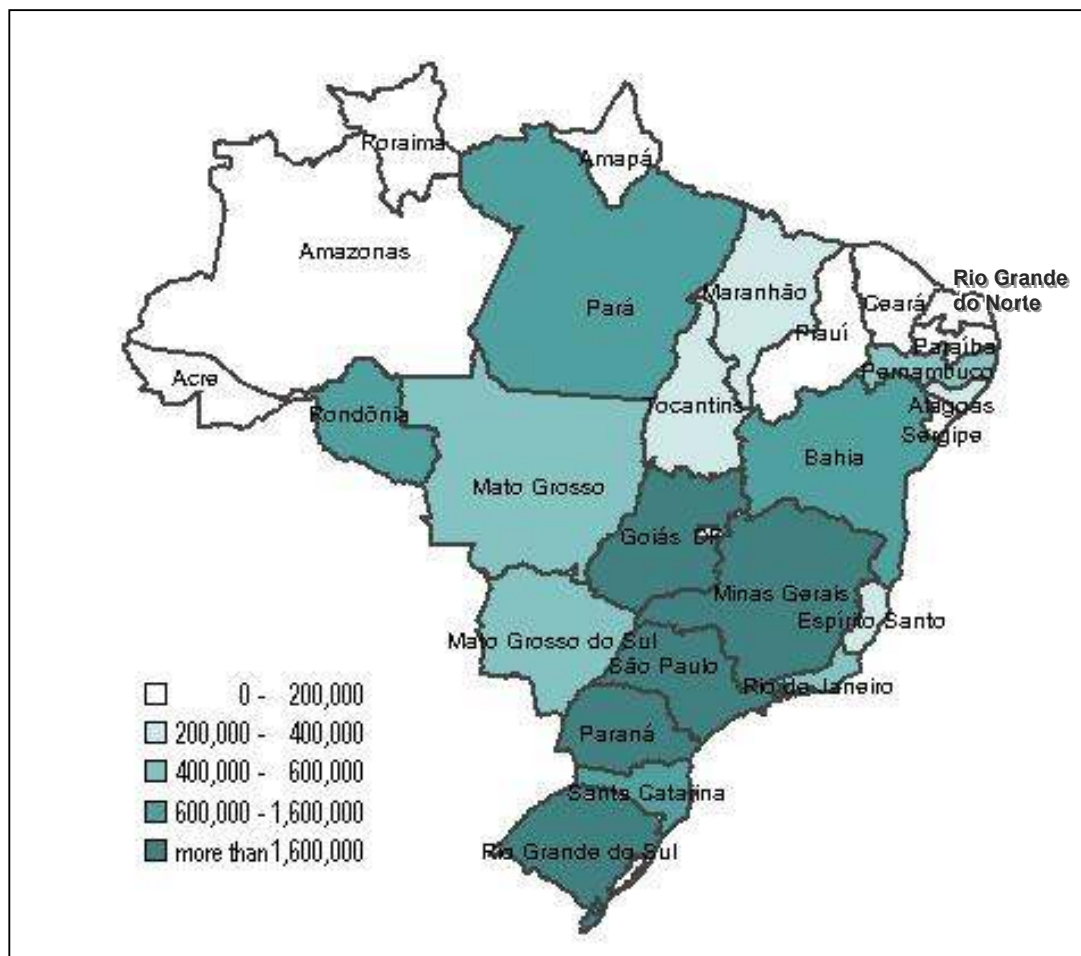 Roraima
Amapá
Amazonas
Rio Grande
do Norte
Maranhão
Ceará
Pará
Piauí
Paraíba
Pernambuco
Acre
Tocantins
Alagoas
Rondônia
Sergipe
Bahia
Mato Grosso
Goiás DF
Minas Gerais
Espírito Santo
Mato Grosso do Sul
São Paulo
Rio de Janeiro
Paraná
Santa Catarina
Rio Grande do Sul
0 - 200,000
200,000 - 400,000
400,000 - 600,000
600,000 - 1,600,000
more than 1,600,000